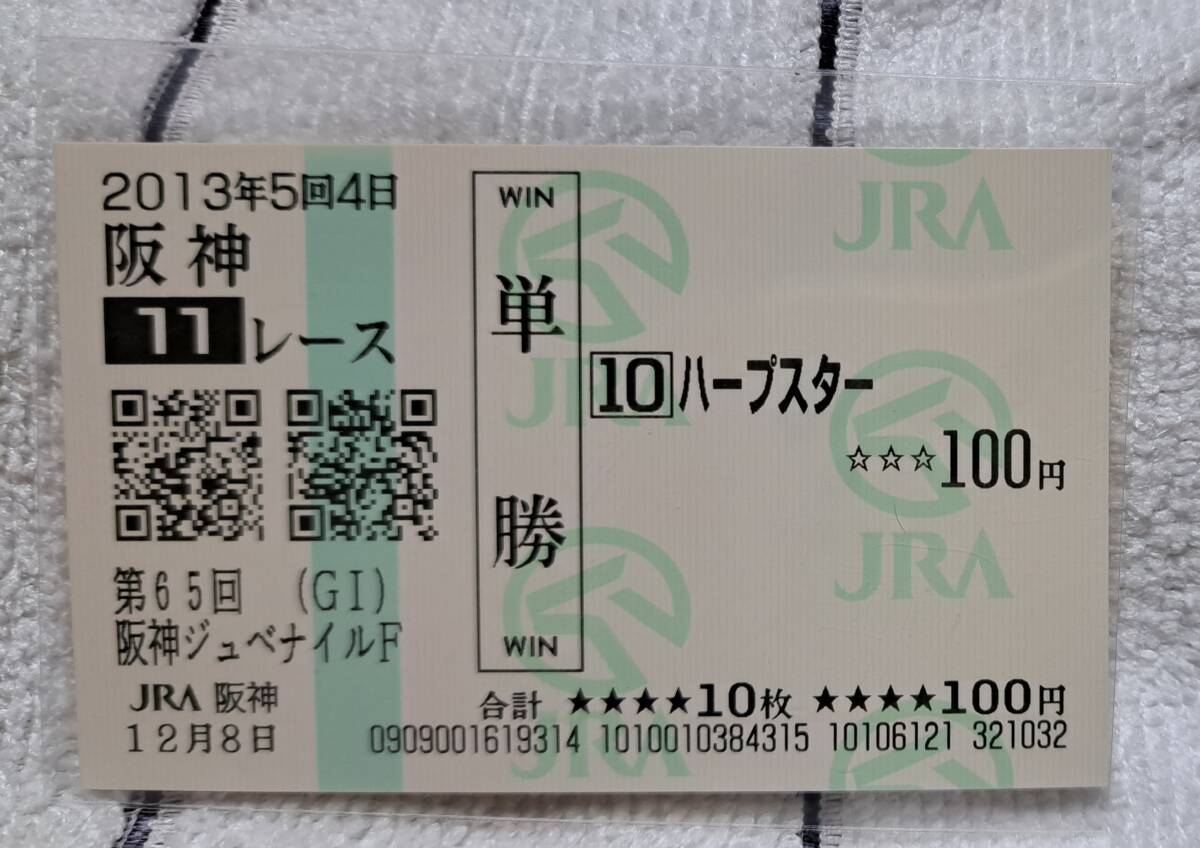 2013年5回4日
阪神
11レース
第65回 (GI)
阪神ジュベナイルF
JRA 阪神
12月8日
WIN
単勝
WIN
10 ハープスター
☆☆☆100円
合計 ★★★★10枚 ★★★★100円
0909001619314 1010010384315 10106121 321032
JRA
JRA
JRA
JRA